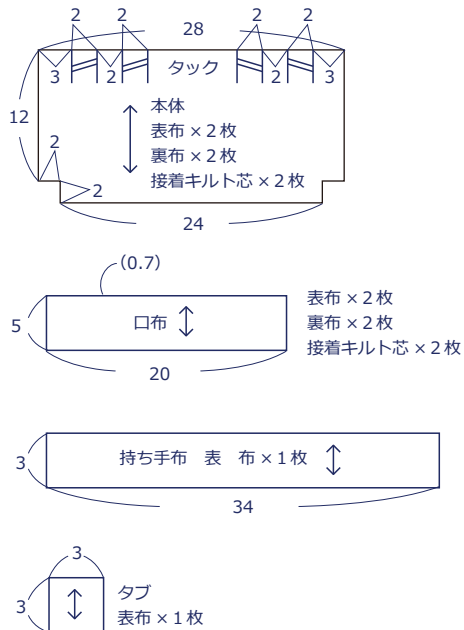 2 2 28 2 2
3 2 タック 2 3
12
本体
表布×2枚
裏布×2枚
接着キルト芯×2枚
2
2
24
(0.7)
5 口布
表布×2枚
裏布×2枚
接着キルト芯×2枚
20
3 持ち手布 表 布×1枚
34
3
3
タブ
表布×1枚